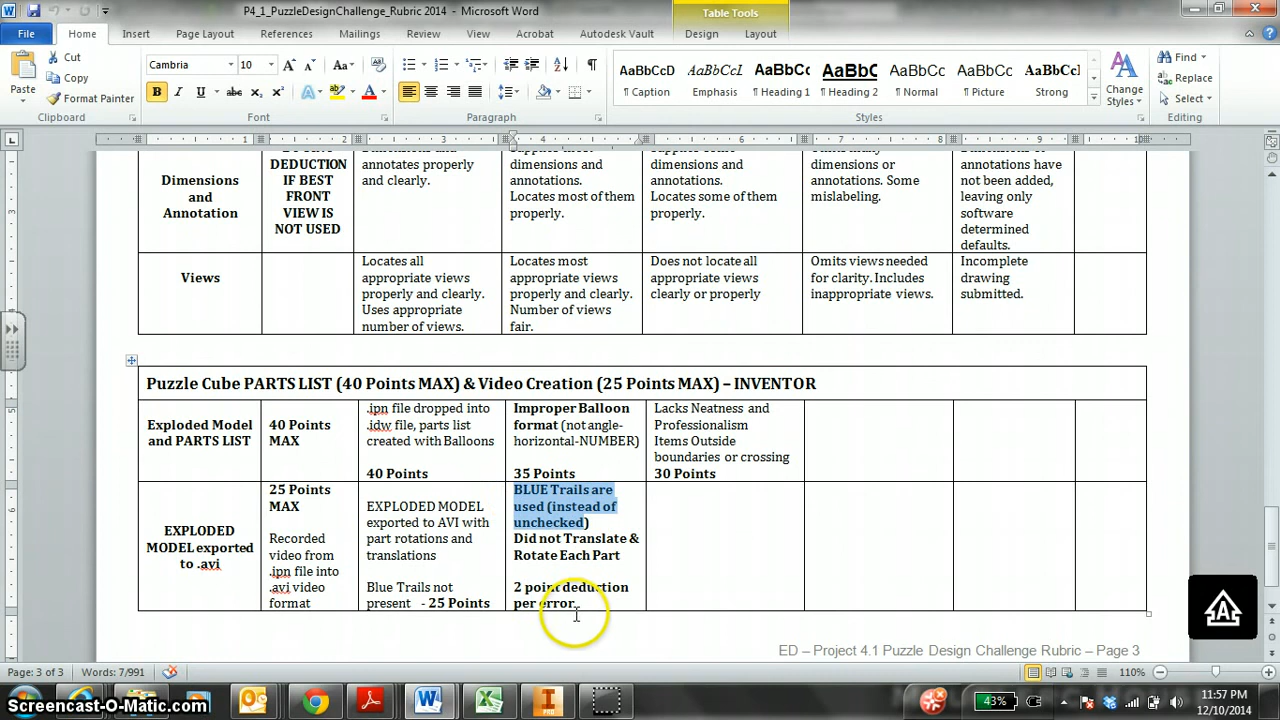 P4_1_PuzzleDesignChallenge_Rubric 2014 - Microsoft Word
Table Tools
File Home Insert Page Layout References Mailings Review View Acrobat Autodesk Vault Design Layout
Paste
Cut
Copy
Format Painter
Clipboard
Cambria 10
Font
Paragraph
AaBbCcD AaBbCcL AaBbCc AaBbC AaBbCc AaBbCc AaBbCcl
¶ Caption Emphasis ¶ Heading 1 ¶ Heading 2 ¶ Normal ¶ Picture Strong
Styles
Change Styles
Find
Replace
Select
Editing
1 2 3 4 5 6 7 8 9
Dimensions
and
Annotation
DEDUCTION
IF BEST
FRONT
VIEW IS
NOT USED
annotates properly
and clearly.
dimensions and
annotations.
Locates most of them
properly.
dimensions and
annotations.
Locates some of them
properly.
dimensions or
annotations. Some
mislabeling.
annotations have
not been added,
leaving only
software
determined
defaults.
Views
Locates all
appropriate views
properly and clearly.
Uses appropriate
number of views.
Locates most
appropriate views
properly and clearly.
Number of views
fair.
Does not locate all
appropriate views
clearly or properly
Omits views needed
for clarity. Includes
inappropriate views.
Incomplete
drawing
submitted.
Puzzle Cube PARTS LIST (40 Points MAX) & Video Creation (25 Points MAX) – INVENTOR
Exploded Model
and PARTS LIST
40 Points
MAX
.ipn file dropped into
.idw file, parts list
created with Balloons
40 Points
Improper Balloon
format (not angle-
horizontal-NUMBER)
35 Points
Lacks Neatness and
Professionalism
Items Outside
boundaries or crossing
30 Points
EXPLODED
MODEL exported
to .avi
25 Points
MAX
Recorded
video from
.ipn file into
.avi video
format
EXPLODED MODEL
exported to AVI with
part rotations and
translations
Blue Trails not
present - 25 Points
BLUE Trails are
used (instead of
unchecked)
Did not Translate &
Rotate Each Part
2 point deduction
per error.
ED – Project 4.1 Puzzle Design Challenge Rubric – Page 3
Page: 3 of 3 Words: 7/991 110%
Screencast-O-Matic.com
43%
11:57 PM
12/10/2014